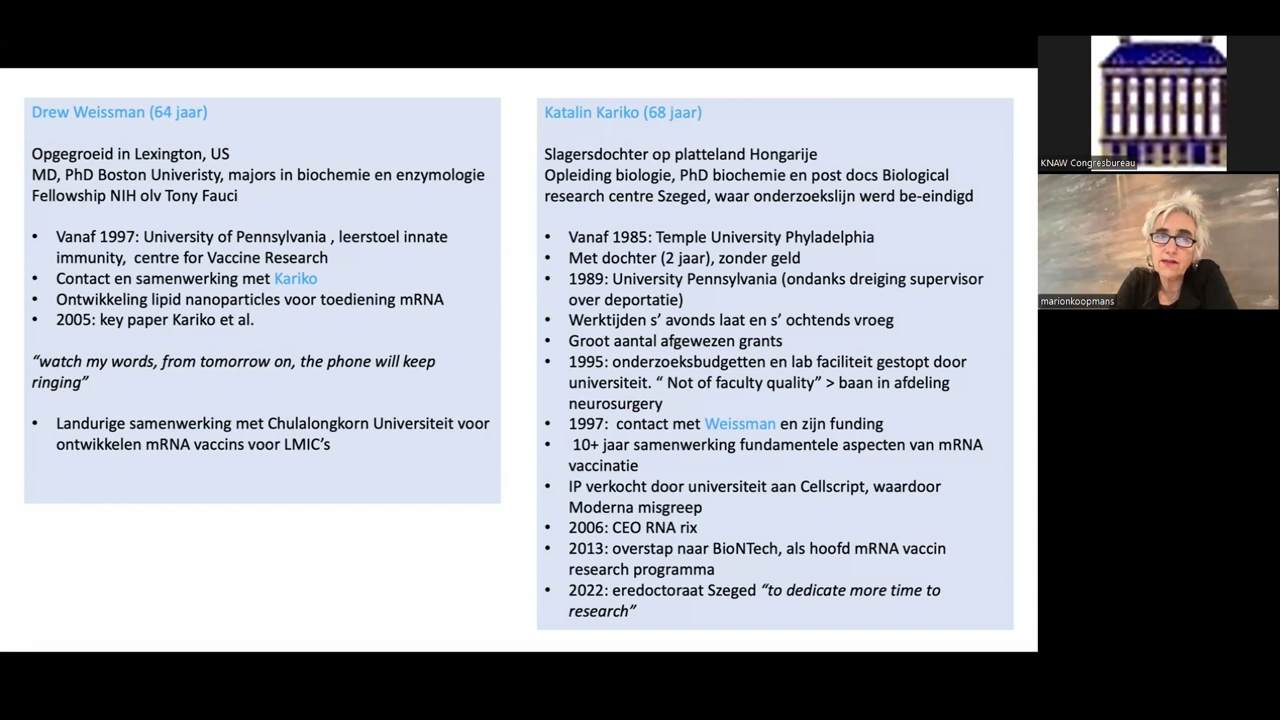 Drew Weissman (64 jaar)
Opgegroeid in Lexington, US
MD, PhD Boston Univeristy, majors in biochemie en enzymologie
Fellowship NIH olv Tony Fauci
• Vanaf 1997: University of Pennsylvania , leerstoel innate
immunity, centre for Vaccine Research
• Contact en samenwerking met Kariko
• Ontwikkeling lipid nanoparticles voor toediening mRNA
• 2005: key paper Kariko et al.
“watch my words, from tomorrow on, the phone will keep
ringing”
• Landurige samenwerking met Chulalongkorn Universiteit voor
ontwikkelen mRNA vaccins voor LMIC’s
Katalin Kariko (68 jaar)
Slagersdochter op platteland Hongarije
Opleiding biologie, PhD biochemie en post docs Biological
research centre Szeged, waar onderzoekslijn werd be-eindigd
• Vanaf 1985: Temple University Phyladelphia
• Met dochter (2 jaar), zonder geld
• 1989: University Pennsylvania (ondanks dreiging supervisor
over deportatie)
• Werktijden s’ avonds laat en s’ ochtends vroeg
• Groot aantal afgewezen grants
• 1995: onderzoeksbudgetten en lab faciliteit gestopt door
universiteit. “ Not of faculty quality” > baan in afdeling
neurosurgery
• 1997: contact met Weissman en zijn funding
• 10+ jaar samenwerking fundamentele aspecten van mRNA
vaccinatie
• IP verkocht door universiteit aan Cellscript, waardoor
Moderna misgreep
• 2006: CEO RNA rix
• 2013: overstap naar BioNTech, als hoofd mRNA vaccin
research programma
• 2022: eredoctoraat Szeged “to dedicate more time to
research”
KNAW Congresbureau
marionkoopmans